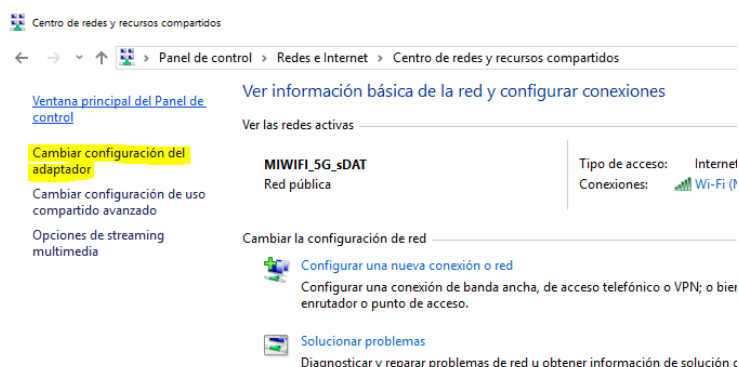 Centro de redes y recursos compartidos
Panel de control > Redes e Internet > Centro de redes y recursos compartidos
Ventana principal del Panel de
control
Cambiar configuración del
adaptador
Cambiar configuración de uso
compartido avanzado
Opciones de streaming
multimedia
Ver información básica de la red y configurar conexiones
Ver las redes activas
MIWIFI_5G_sDAT
Red pública
Tipo de acceso: Internet
Conexiones: Wi-Fi (
Cambiar la configuración de red
Configurar una nueva conexión o red
Configurar una conexión de banda ancha, de acceso telefónico o VPN; o bien
enrutador o punto de acceso.
Solucionar problemas
Diagnosticar y reparar problemas de red u obtener información de solución